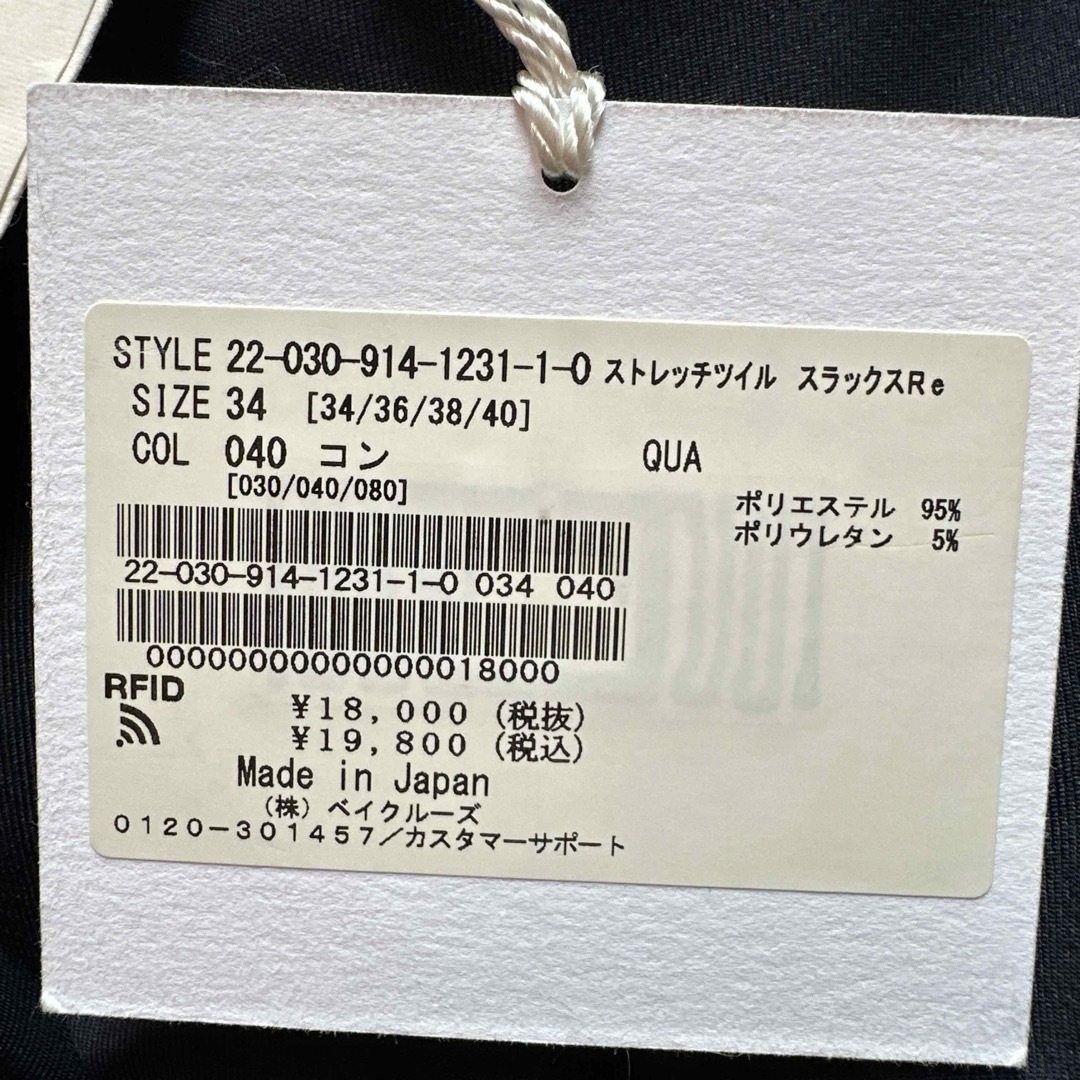 STYLE 22-030-914-1231-1-0 ストレッチツイル スラックスRe
SIZE 34 [34/36/38/40]
COL 040 コン QUA
[030/040/080]
ポリエステル 95%
ポリウレタン 5%
22-030-914-1231-1-0 034 040
00000000000000018000
RFID
¥18,000 (税抜)
¥19,800 (税込)
Made in Japan
(株) ベイクルーズ
0120-301457/カスタマーサポート